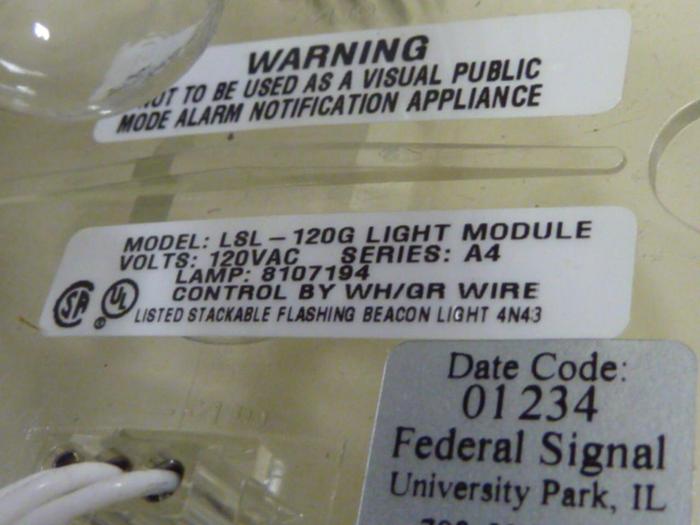 WARNING
NOT TO BE USED AS A VISUAL PUBLIC
MODE ALARM NOTIFICATION APPLIANCE
MODEL: LSL-120G LIGHT MODULE
VOLTS: 120VAC SERIES: A4
LAMP: 8107194
CONTROL BY WH/GR WIRE
SA UL
LISTED STACKABLE FLASHING BEACON LIGHT 4N43
Date Code:
01234
Federal Signal
University Park, IL